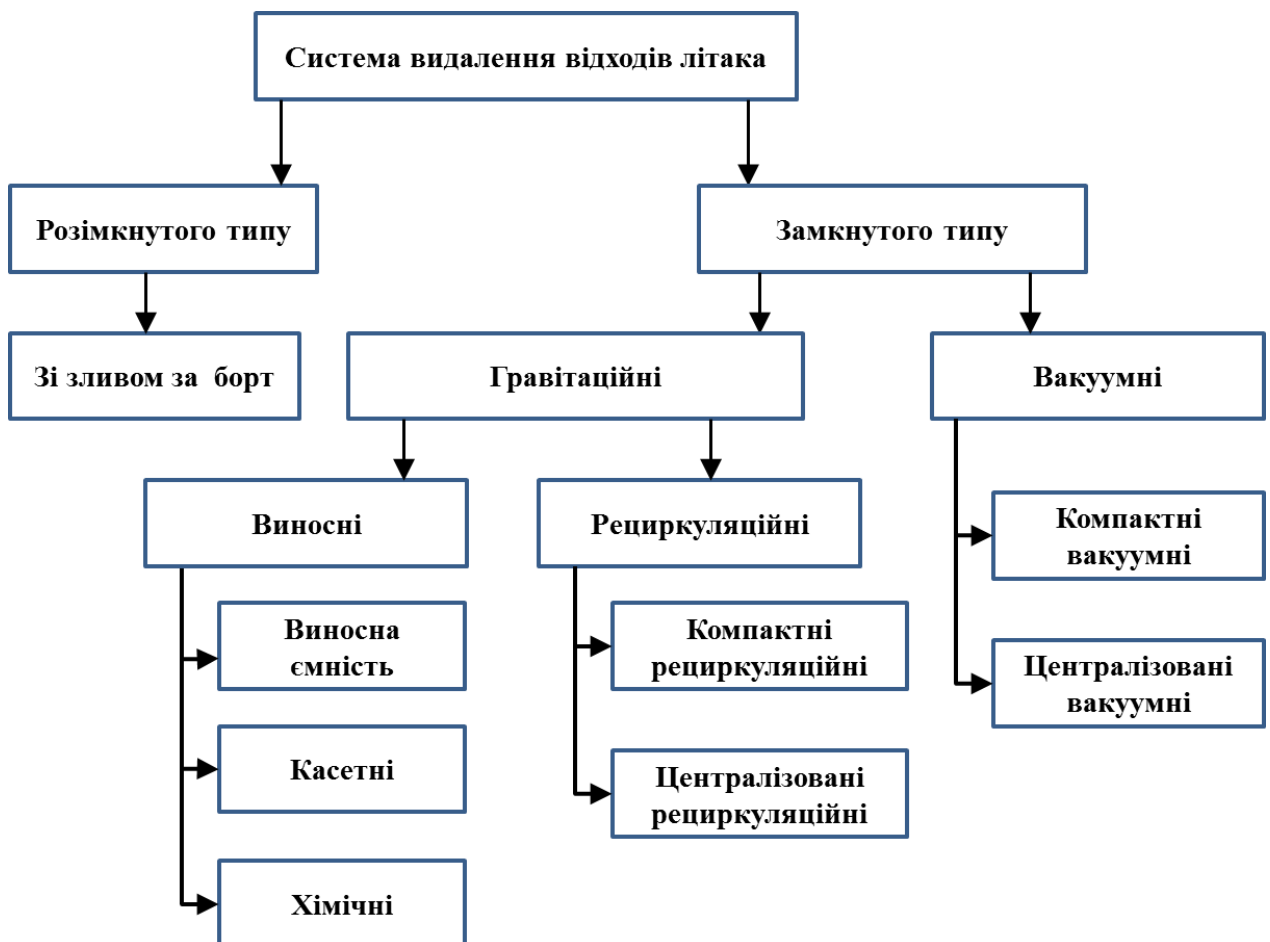 Система видалення відходів літака
Розімкнутого типу
Замкнутого типу
Зі зливом за борт
Гравітаційні
Вакуумні
Виносні
Рециркуляційні
Компактні
вакуумні
Виносна
ємність
Компактні
рециркуляційні
Централізовані
вакуумні
Касетні
Централізовані
рециркуляційні
Хімічні